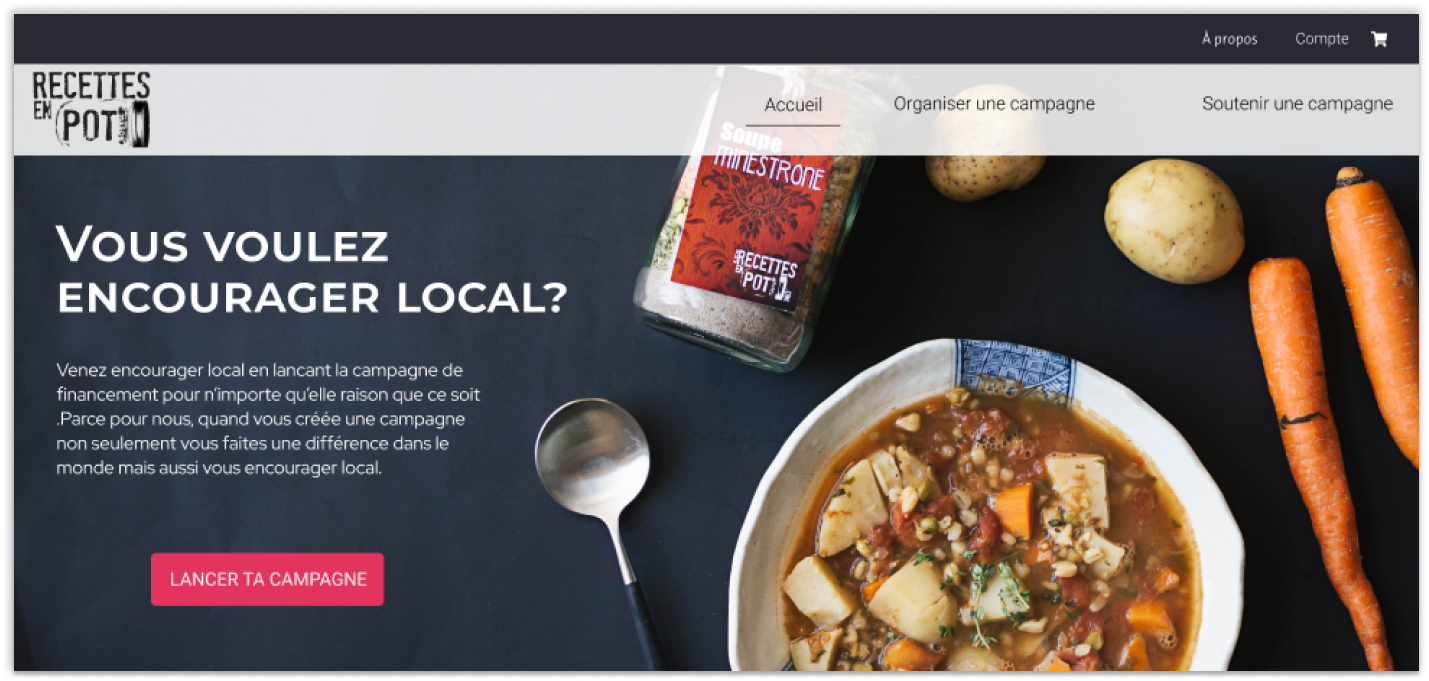 À propos Compte
RECETTES
EN POT
Accueil Organiser une campagne Soutenir une campagne
Soupe
MINESTRONE
RECETTES
EN POT
VOUS VOULEZ
ENCOURAGER LOCAL?
Venez encourager local en lancant la campagne de
financement pour n'importe qu'elle raison que ce soit
.Parce pour nous, quand vous créée une campagne
non seulement vous faites une différence dans le
monde mais aussi vous encourager local.
LANCER TA CAMPAGNE